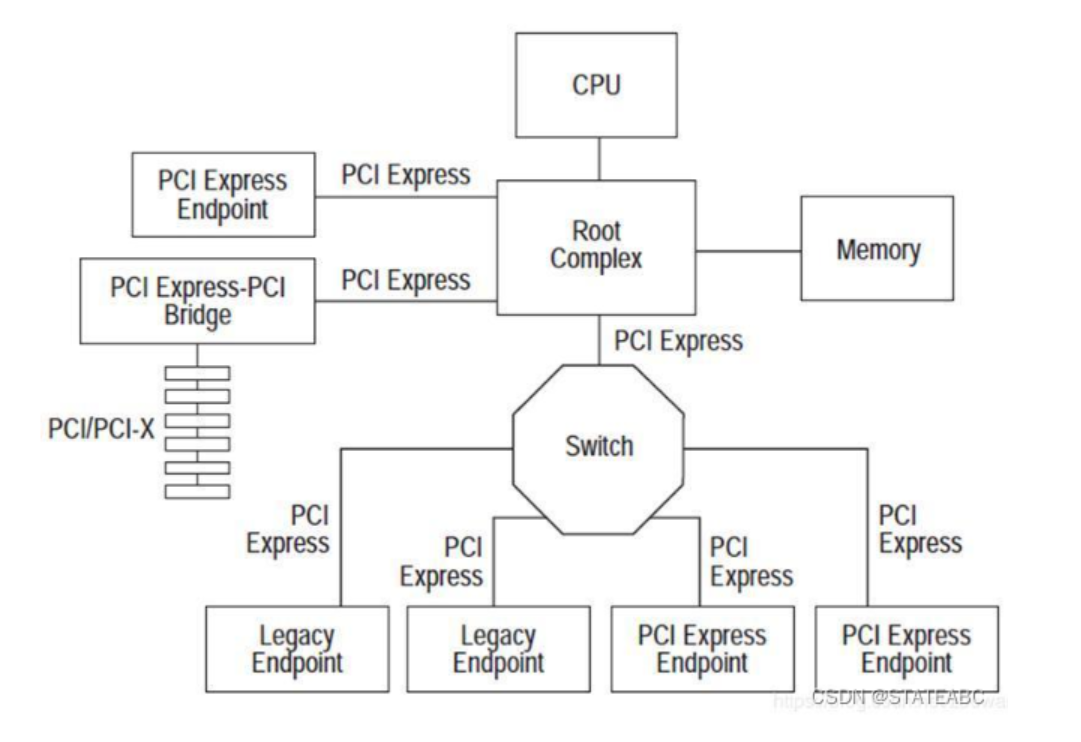 CPU
PCI Express
Endpoint
PCI Express
Root
Complex
Memory
PCI Express-PCI
Bridge
PCI Express
PCI Express
PCI/PCI-X
Switch
PCI
Express
PCI
Express
PCI
Express
PCI
Express
Legacy
Endpoint
Legacy
Endpoint
PCI Express
Endpoint
PCI Express
Endpoint
CSDN @STATEABC